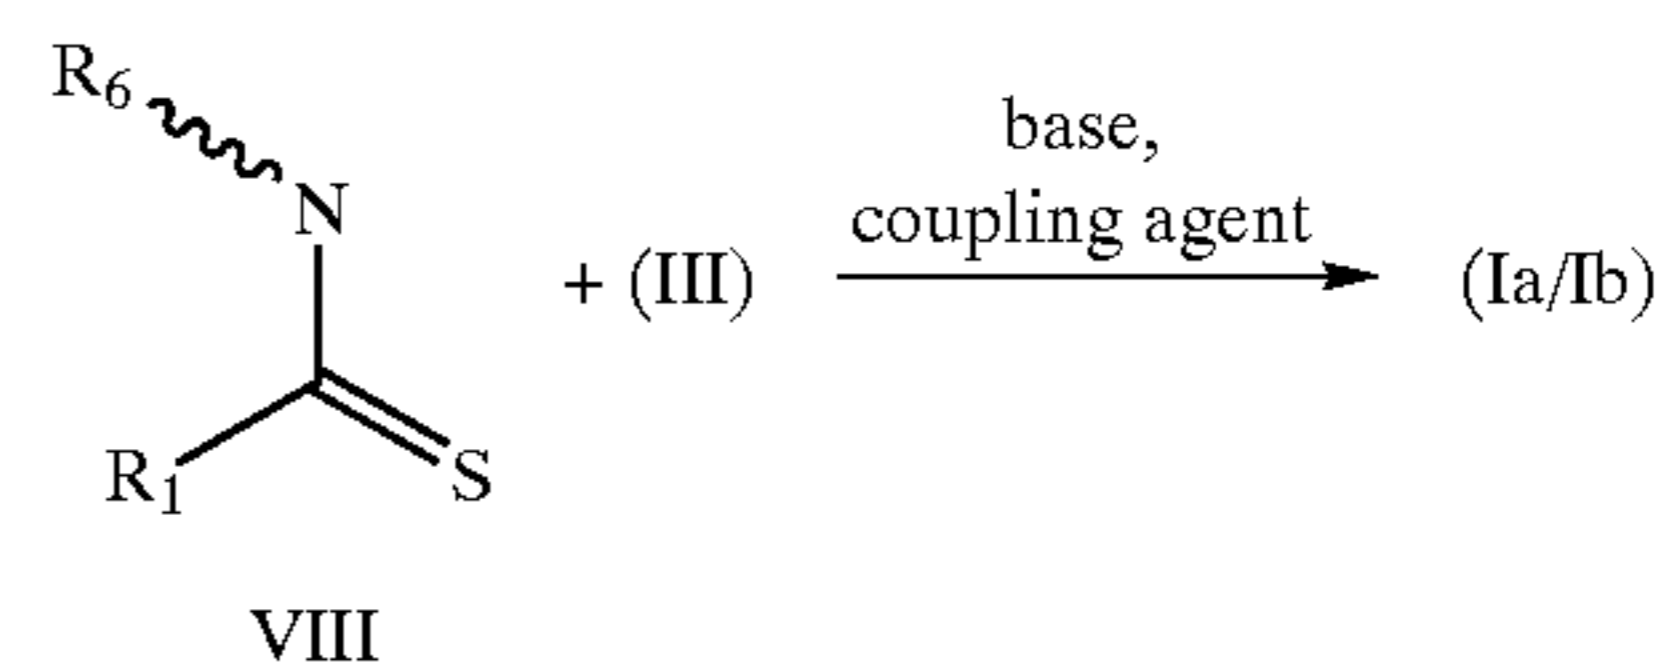 R6
N
R1
S
+ (III)
base,
coupling agent
(Ia/Ib)
VIII